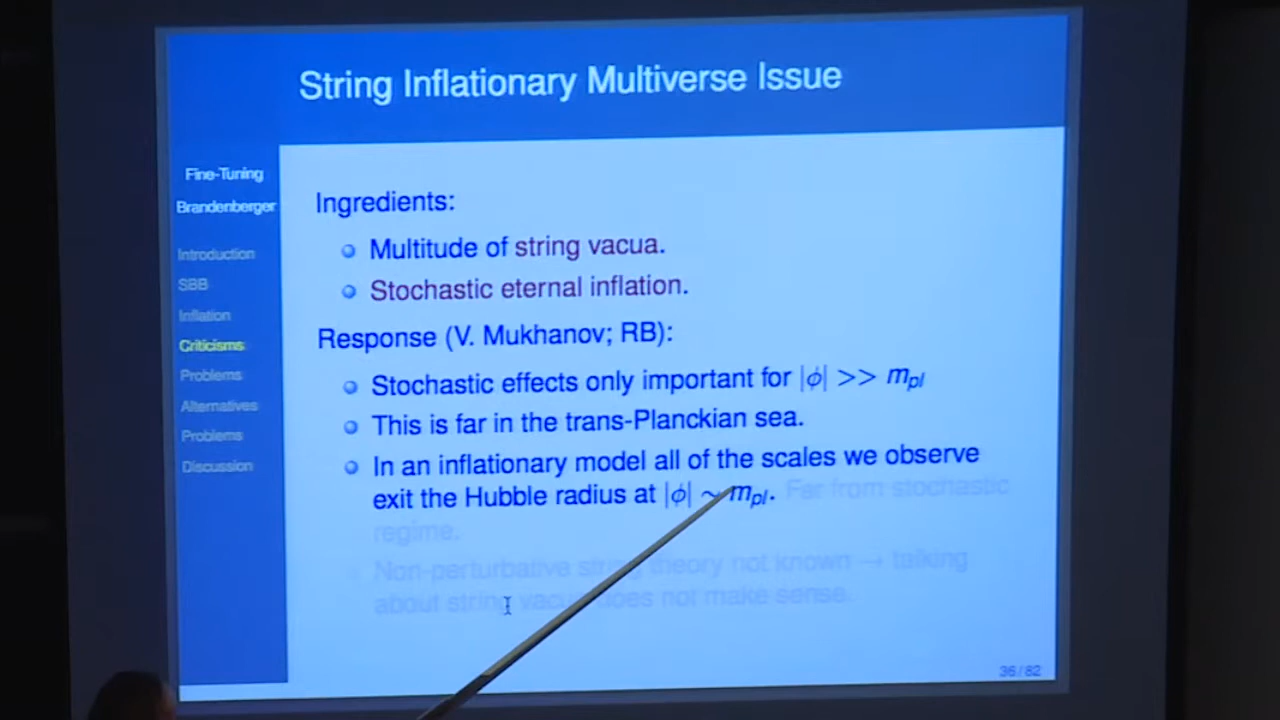 String Inflationary Multiverse Issue
Fine-Tuning
Brandenberger
Introduction
SBB
Inflation
Criticisms
Problems
Alternatives
Problems
Discussion
Ingredients:
Multitude of string vacua.
Stochastic eternal inflation.
Response (V. Mukhanov; RB):
Stochastic effects only important for |ϕ| >> mpl
This is far in the trans-Planckian sea.
In an inflationary model all of the scales we observe
exit the Hubble radius at |ϕ| ~ mpl. Far from stochastic
regime.
Non-perturbative string theory not known → talking
about string vacua does not make sense.
36/82